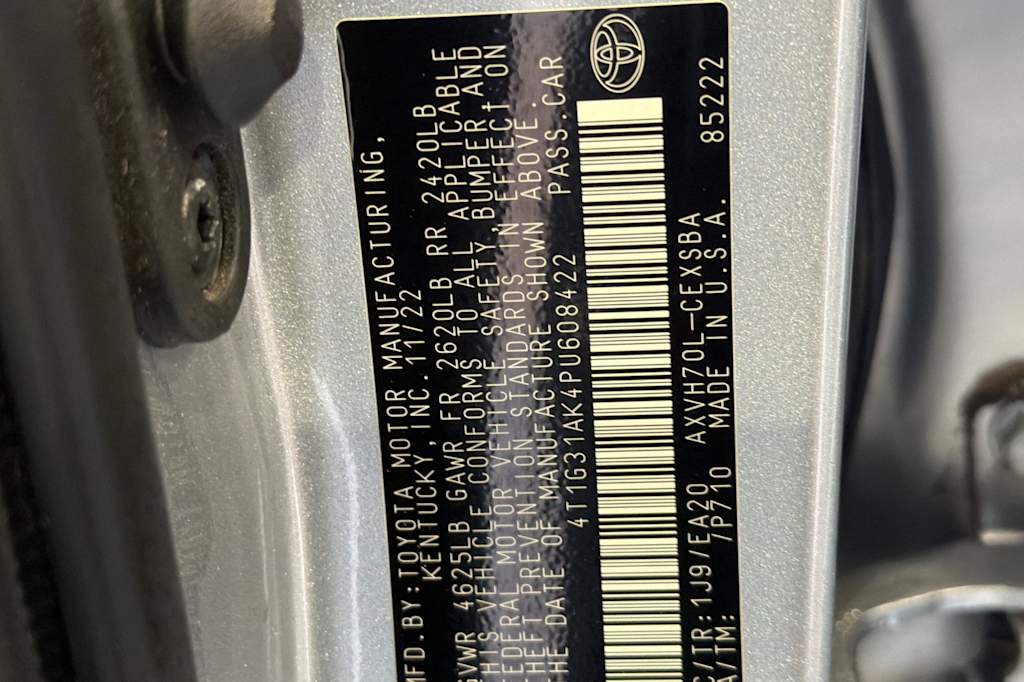 MFD.BY:TOYOTA MOTOR MANUFACTURING,
KENTUCKY, INC. 11/22
GVWR 4625LB GAWR FR 2620LB RR 2420LB
THIS VEHICLE CONFORMS TO ALL APPLICABLE
FEDERAL MOTOR VEHICLE SAFETY, BUMPER, AND
THEFT PREVENTION STANDARDS IN EFFECT ON
THE DATE OF MANUFACTURE SHOWN ABOVE.
4T1G31AK4PU608422 PASS.CAR
C/TR:1J9/EA20 AXVH70L-CEXSBA
A/TM: /P710 MADE IN U.S.A. 85222